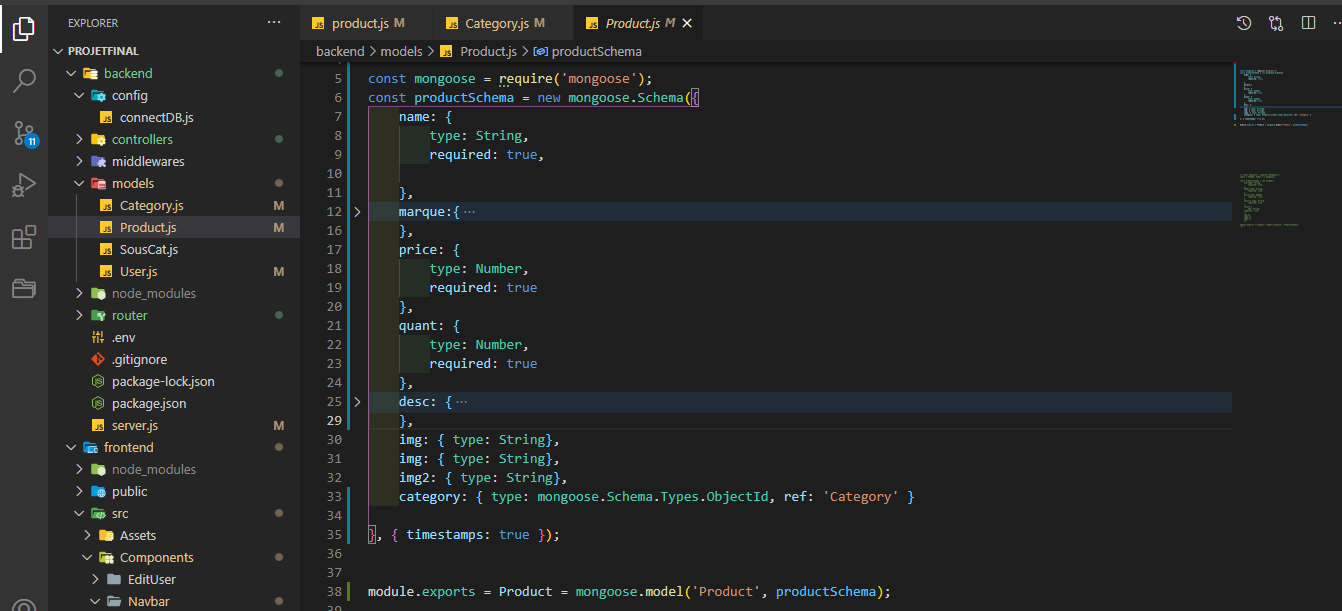 EXPLORER ···
PROJETFINAL
backend
config
connectDB.js
controllers
middlewares
models
Category.js M
Product.js M
SousCat.js
User.js M
node_modules
router
.env
.gitignore
package-lock.json
package.json
server.js M
frontend
node_modules
public
src
Assets
Components
EditUser
Navbar
11
product.js M
Category.js M
Product.js M
backend > models > Product.js > productSchema
5 const mongoose = require('mongoose');
6 const productSchema = new mongoose.Schema({
7 name: {
8 type: String,
9 required: true,
10
11 },
12 marque:{ ···
16 },
17 price: {
18 type: Number,
19 required: true
20 },
21 quant: {
22 type: Number,
23 required: true
24 },
25 desc: { ···
29 },
30 img: { type: String},
31 img: { type: String},
32 img2: { type: String},
33 category: { type: mongoose.Schema.Types.ObjectId, ref: 'Category' }
34
35 }, { timestamps: true });
36
37
38 module.exports = Product = mongoose.model('Product', productSchema);